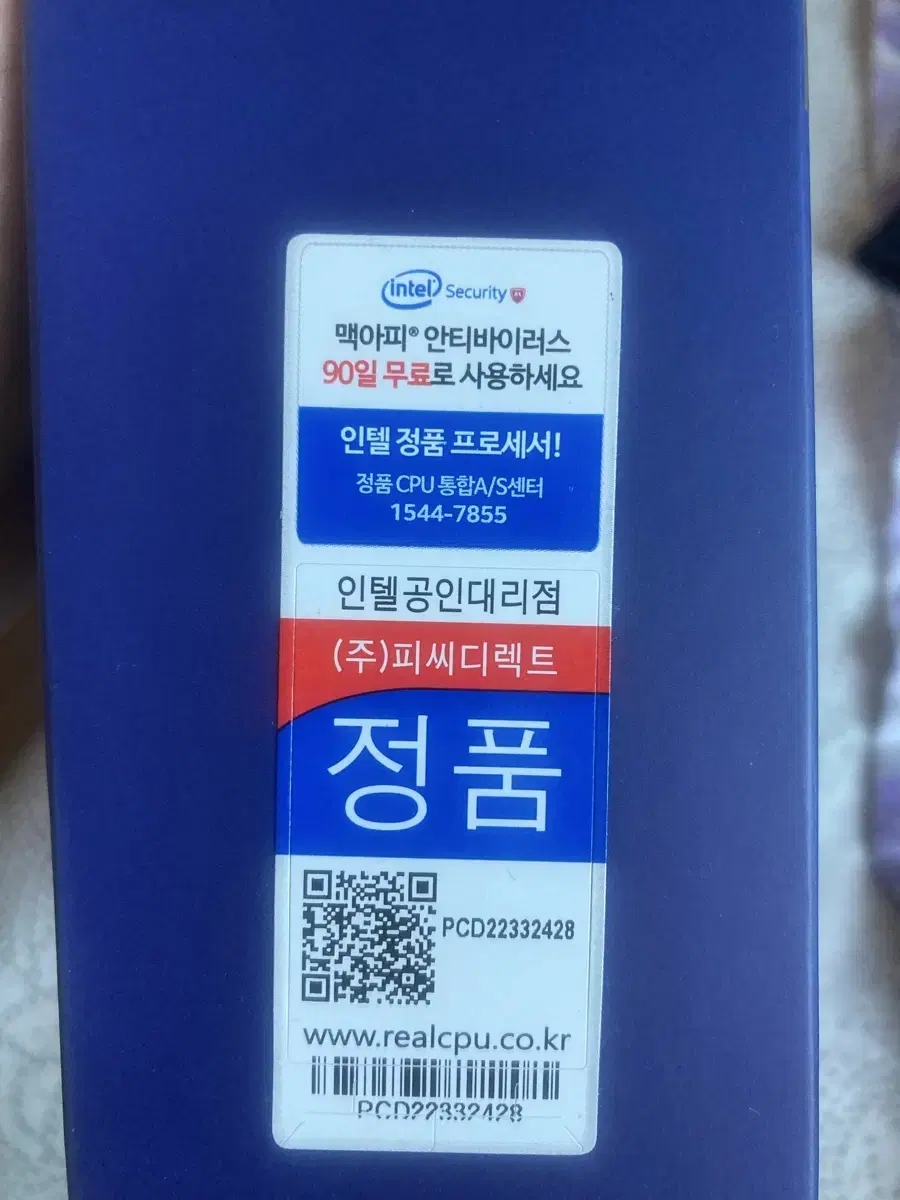 intel Security
맥아피® 안티바이러스
90일 무료로 사용하세요
인텔 정품 프로세서!
정품 CPU 통합A/S센터
1544-7855
인텔공인대리점
(주)피씨디렉트
정품
PCD22332428
www.realcpu.co.kr
PCD22332428